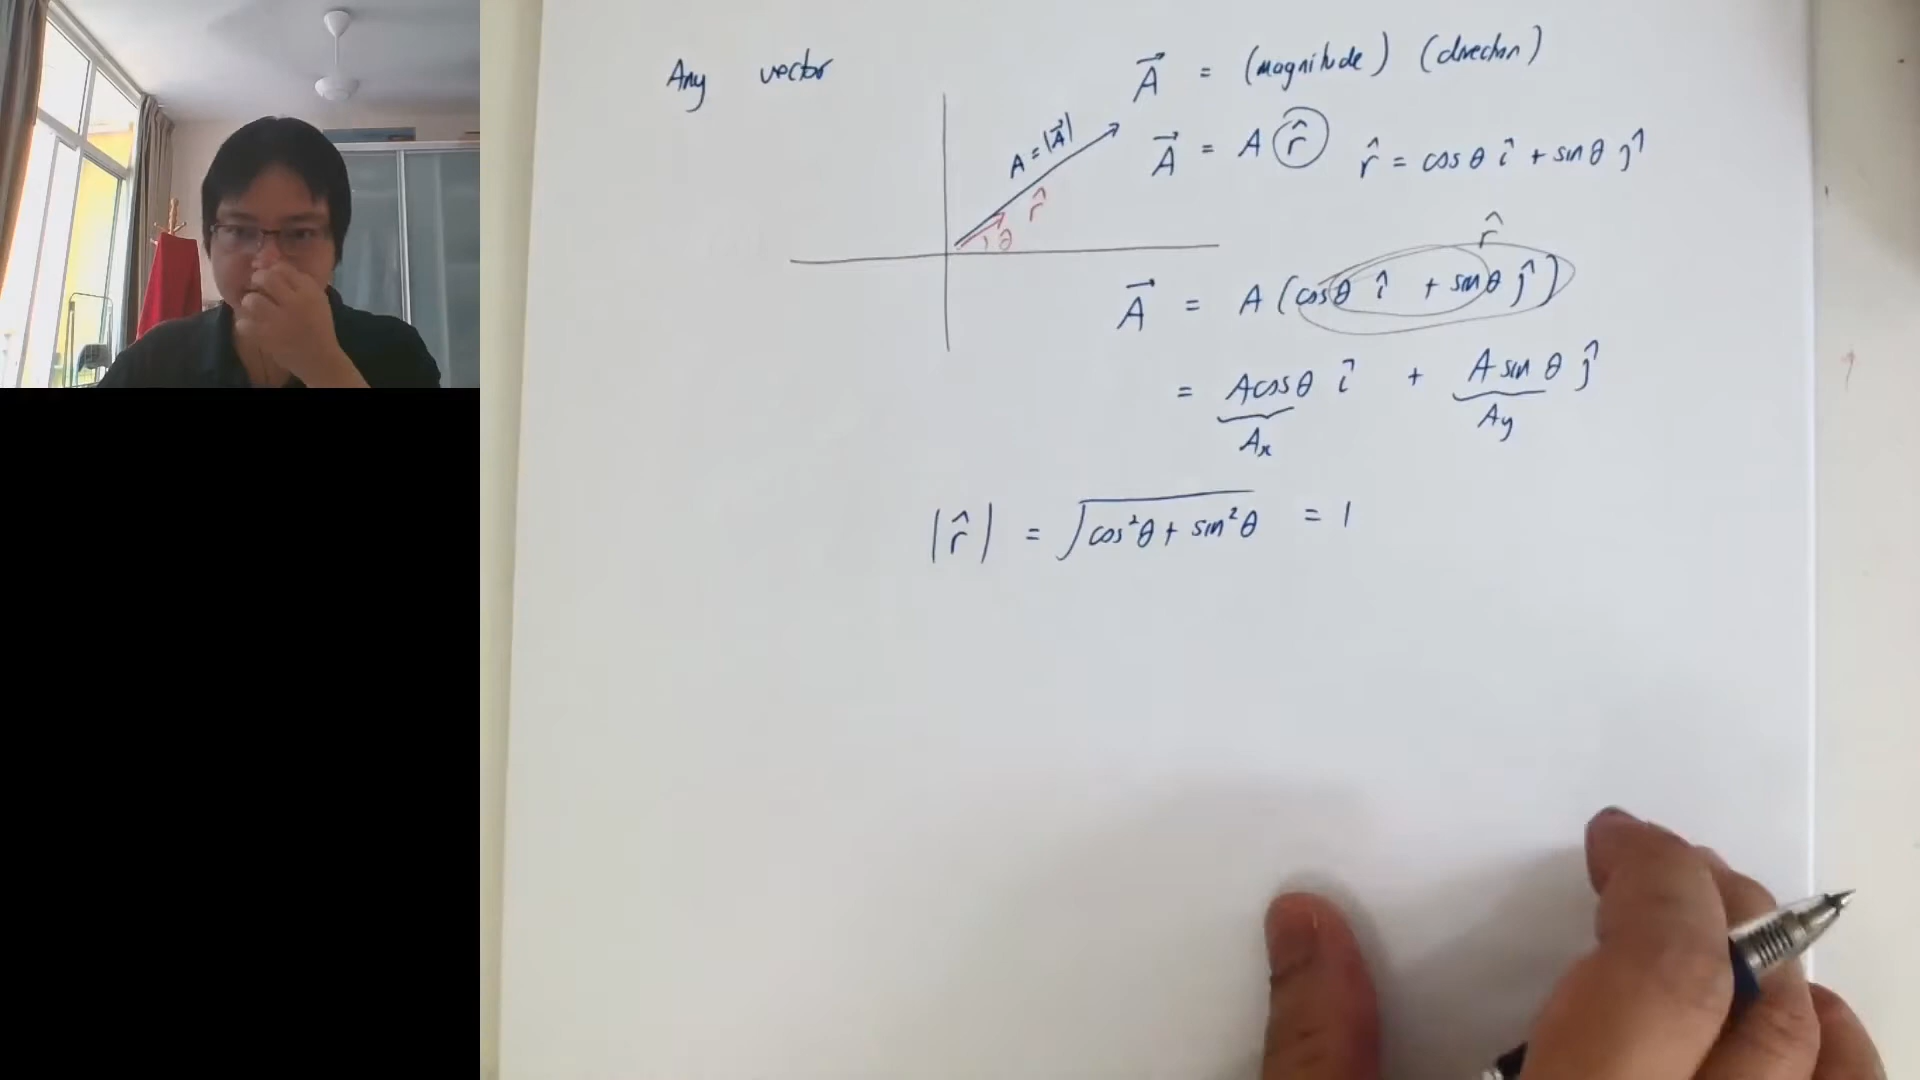 Any vector
A⃗ = (magnitude) (direction)
A = |A⃗|
r̂
θ
A⃗ = A r̂
r̂ = cos θ î + sin θ ĵ
r̂
A⃗ = A (cos θ î + sin θ ĵ)
= A cos θ î + A sin θ ĵ
Ax Ay
|r̂| = √cos²θ + sin²θ = 1